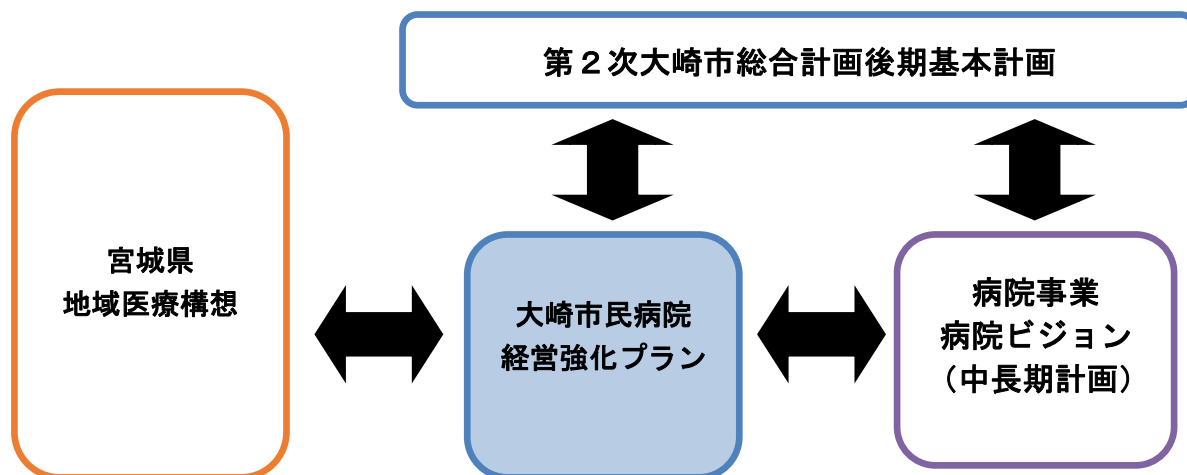 第２次大崎市総合計画後期基本計画
宮城県
地域医療構想
大崎市民病院
経営強化プラン
病院事業
病院ビジョン
（中長期計画）